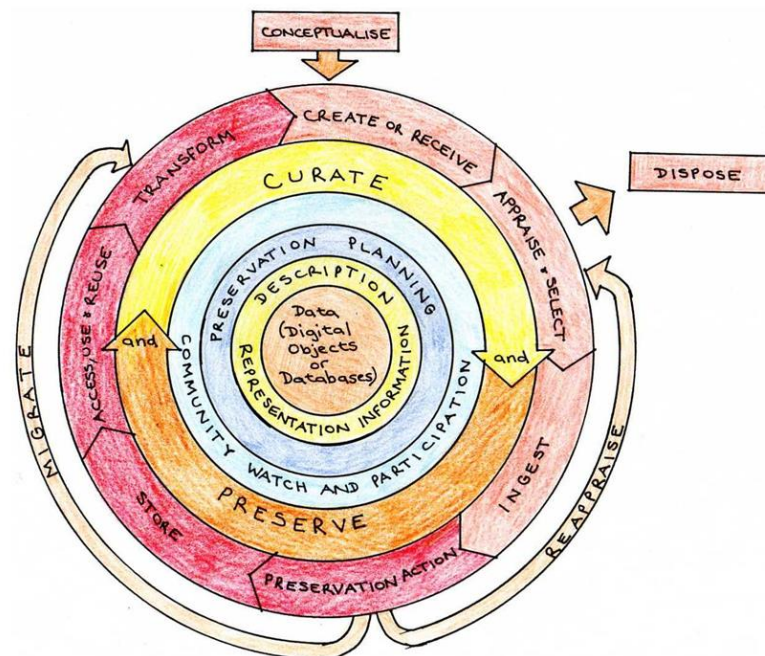 CONCEPTUALISE
CREATE OR RECEIVE
APPRAISE & SELECT
DISPOSE
INGEST
REAPPRAISE
PRESERVATION ACTION
STORE
MIGRATE
ACCESS, USE & REUSE
TRANSFORM
CURATE
and
PRESERVE
and
COMMUNITY WATCH AND PARTICIPATION
PRESERVATION PLANNING
DESCRIPTION
REPRESENTATION INFORMATION
Data
(Digital
Objects
or
Databases)